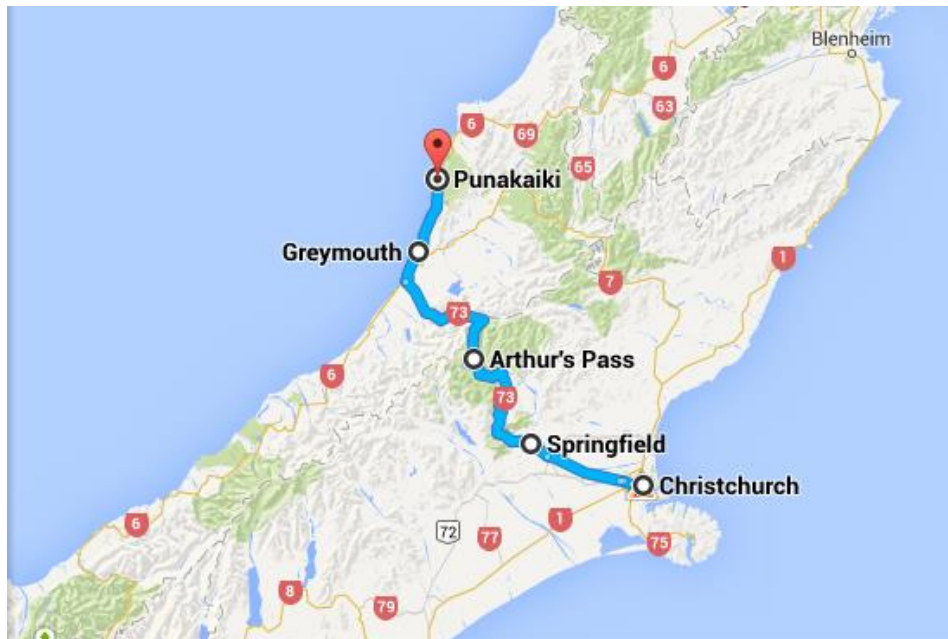 Blenheim
6
63
6
69
65
Punakaiki
Greymouth
1
7
73
Arthur's Pass
6
73
Springfield
Christchurch
6
72
77
1
75
8
79